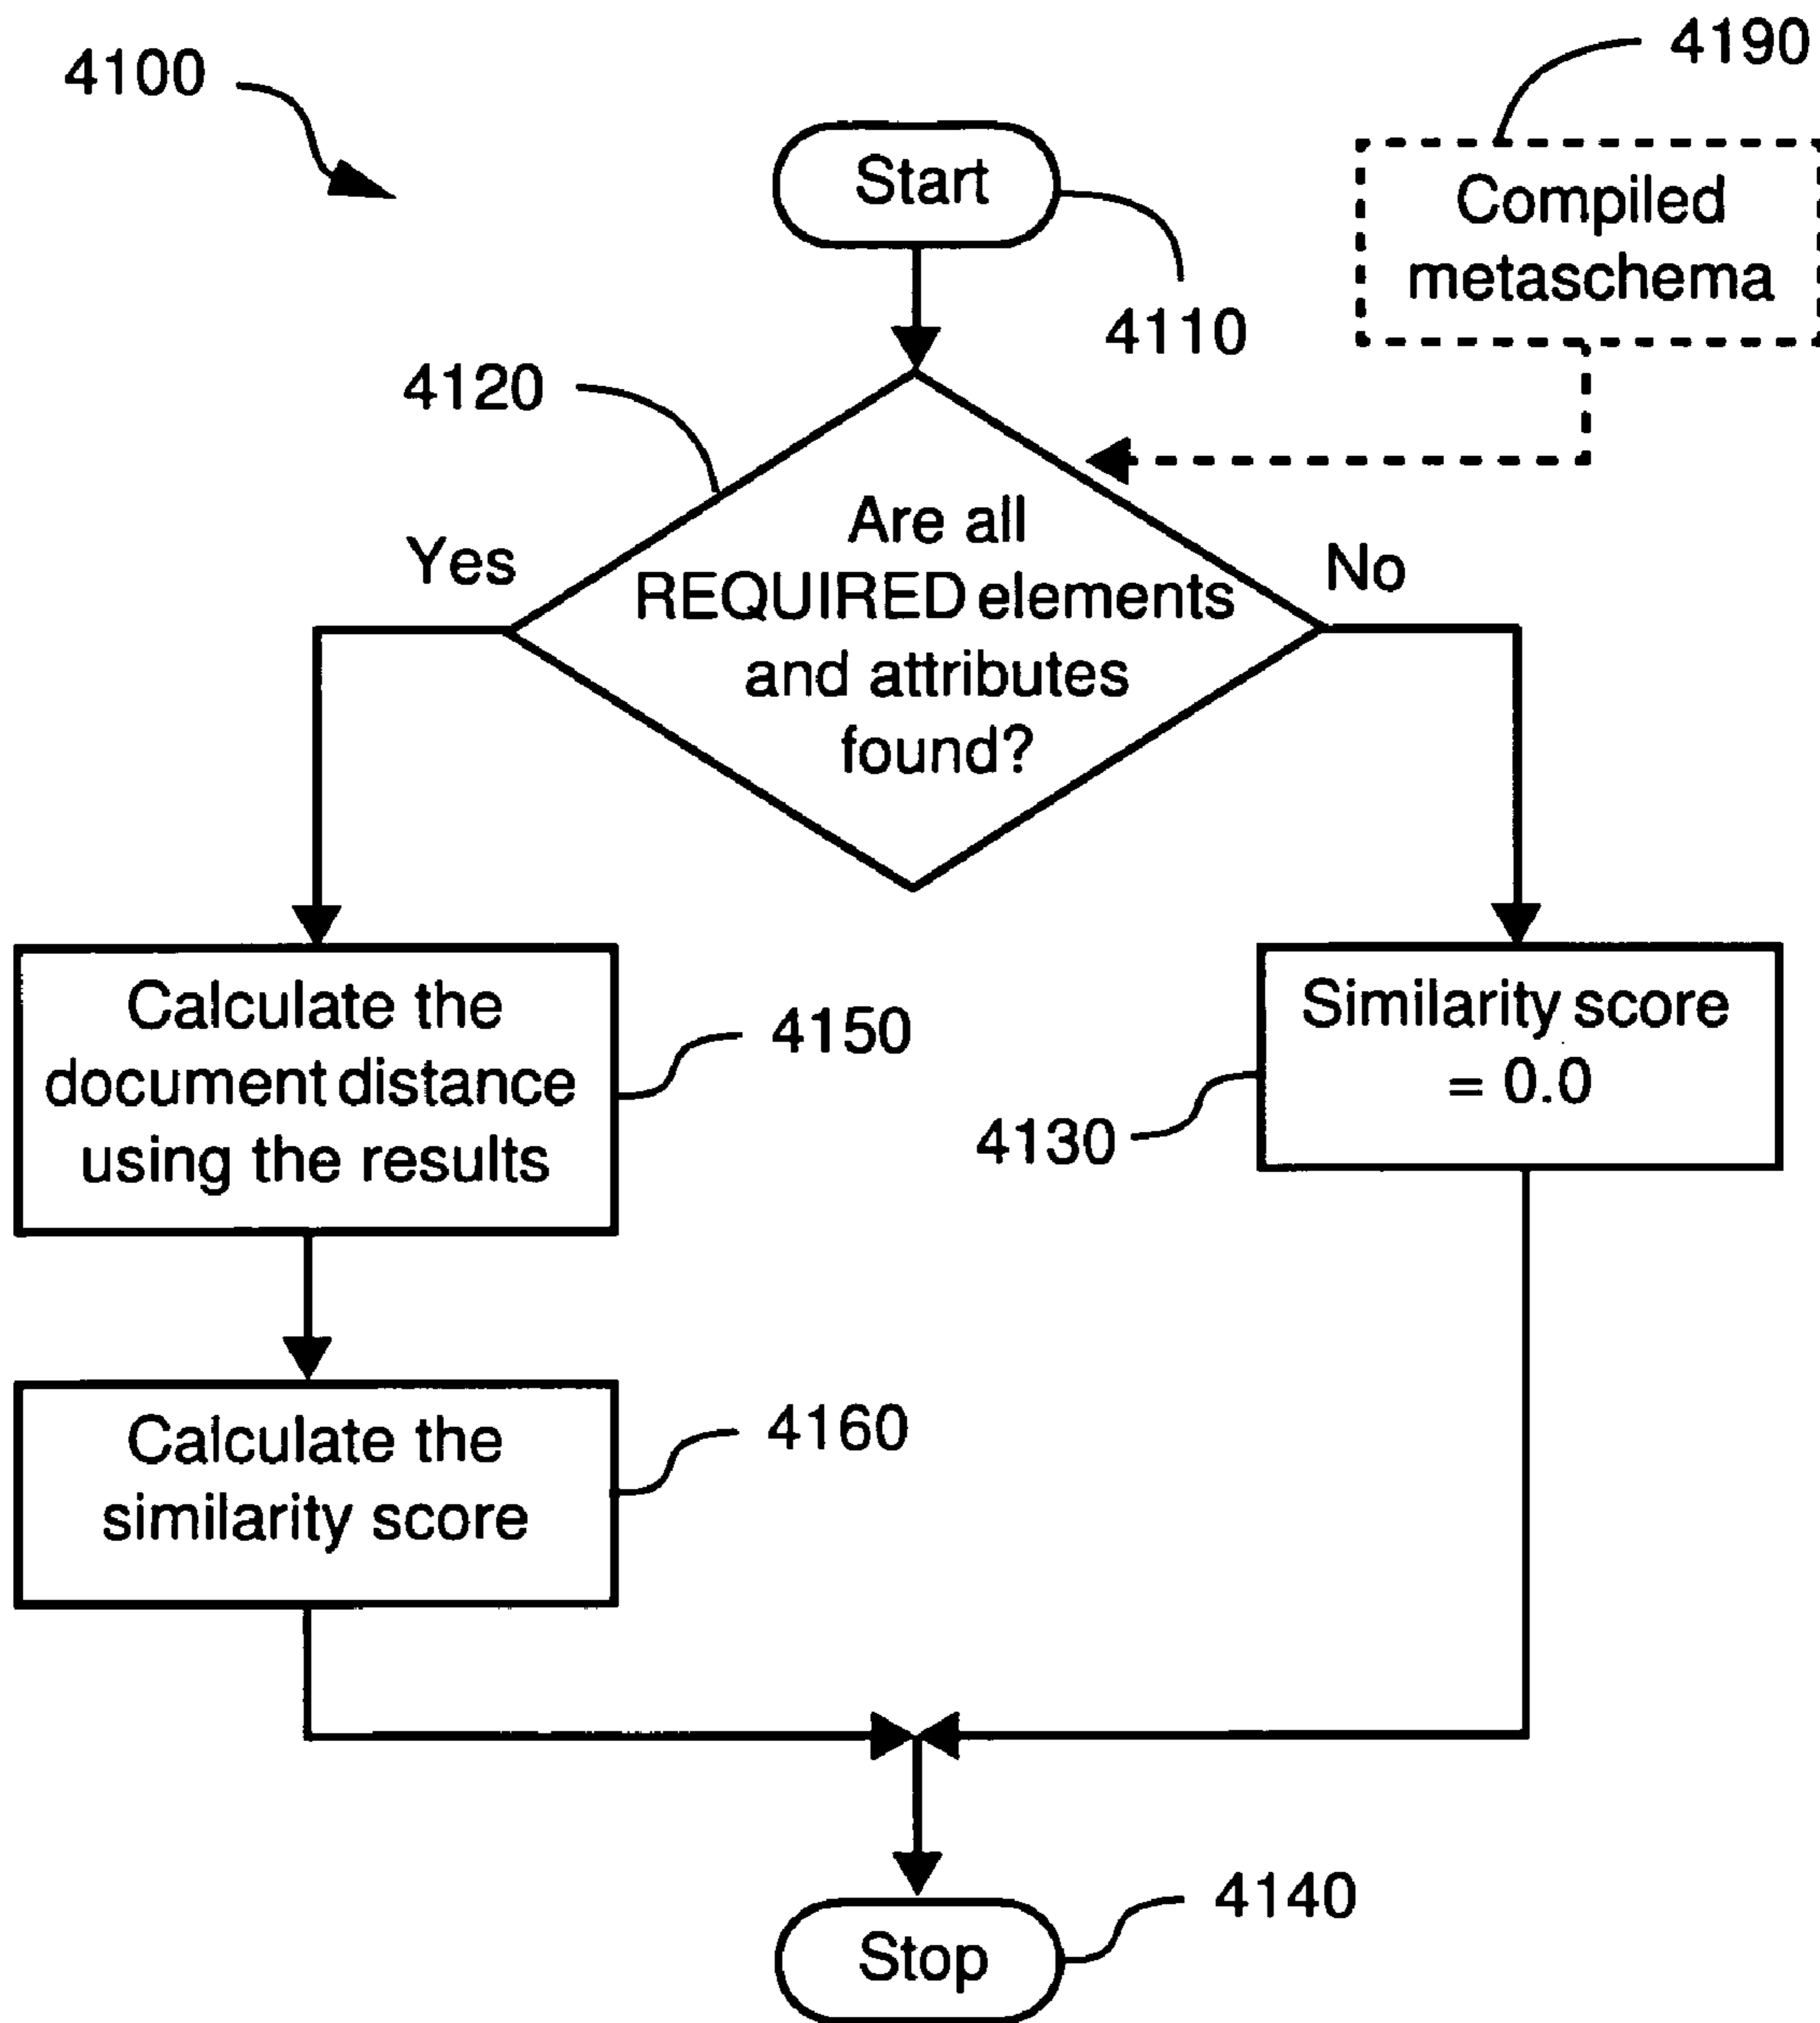 4100
4190
Start
Compiled
metaschema
4110
4120
Are all
REQUIRED elements
and attributes
found?
Yes
No
Calculate the
document distance
using the results
4150
Similarity score
= 0.0
4130
Calculate the
similarity score
4160
Stop
4140